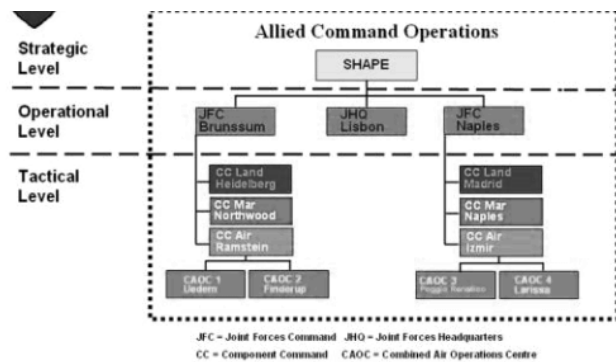 Allied Command Operations
Strategic
Level
SHAPE
Operational
Level
JFC
Brunssum
JHQ
Lisbon
JFC
Naples
Tactical
Level
CC Land
Heidelberg
CC Mar
Northwood
CC Air
Ramstein
CAOC 1
Uedem
CAOC 2
Finderup
CC Land
Madrid
CC Mar
Naples
CC Air
Izmir
CAOC 3
Poggio Renatico
CAOC 4
Larissa
JFC = Joint Forces Command JHQ = Joint Forces Headquarters
CC = Component Command CAOC = Combined Air Operations Centre